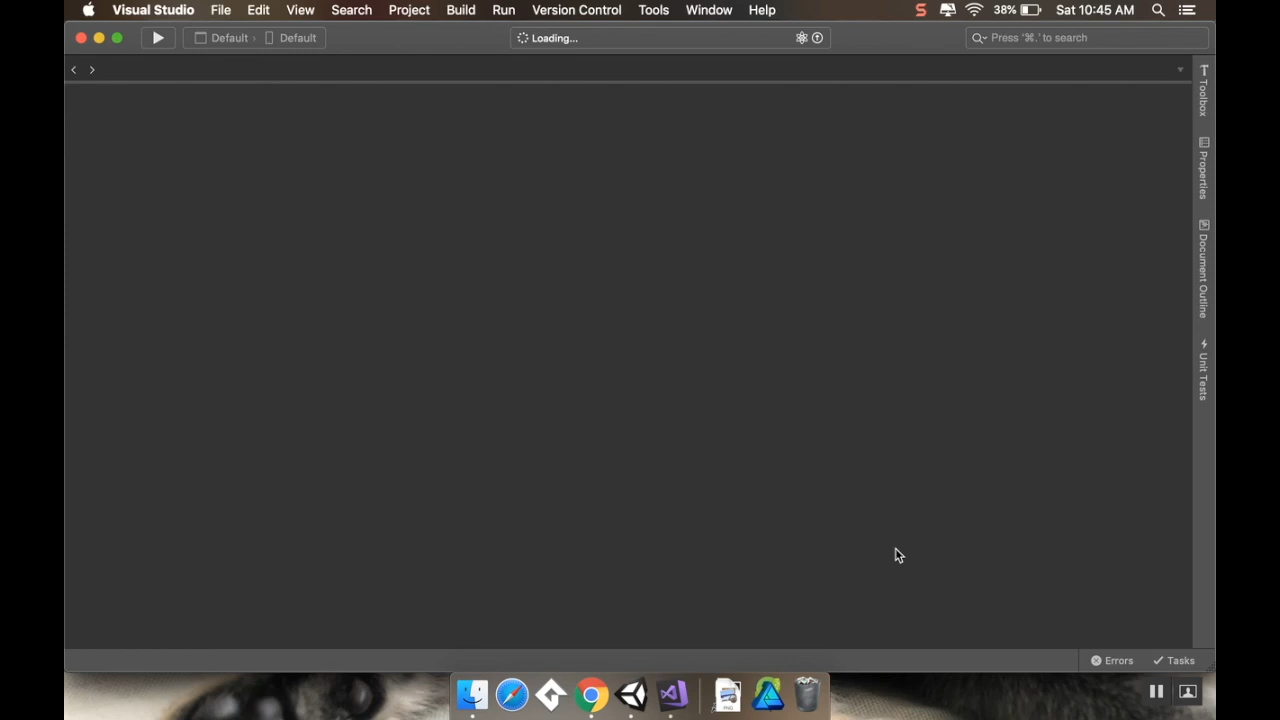 Visual Studio File Edit View Search Project Build Run Version Control Tools Window Help S 38% Sat 10:45 AM
Default › Default Loading... Press '⌘.' to search
Toolbox
Properties
Document Outline
Unit Tests
Errors Tasks
PNG